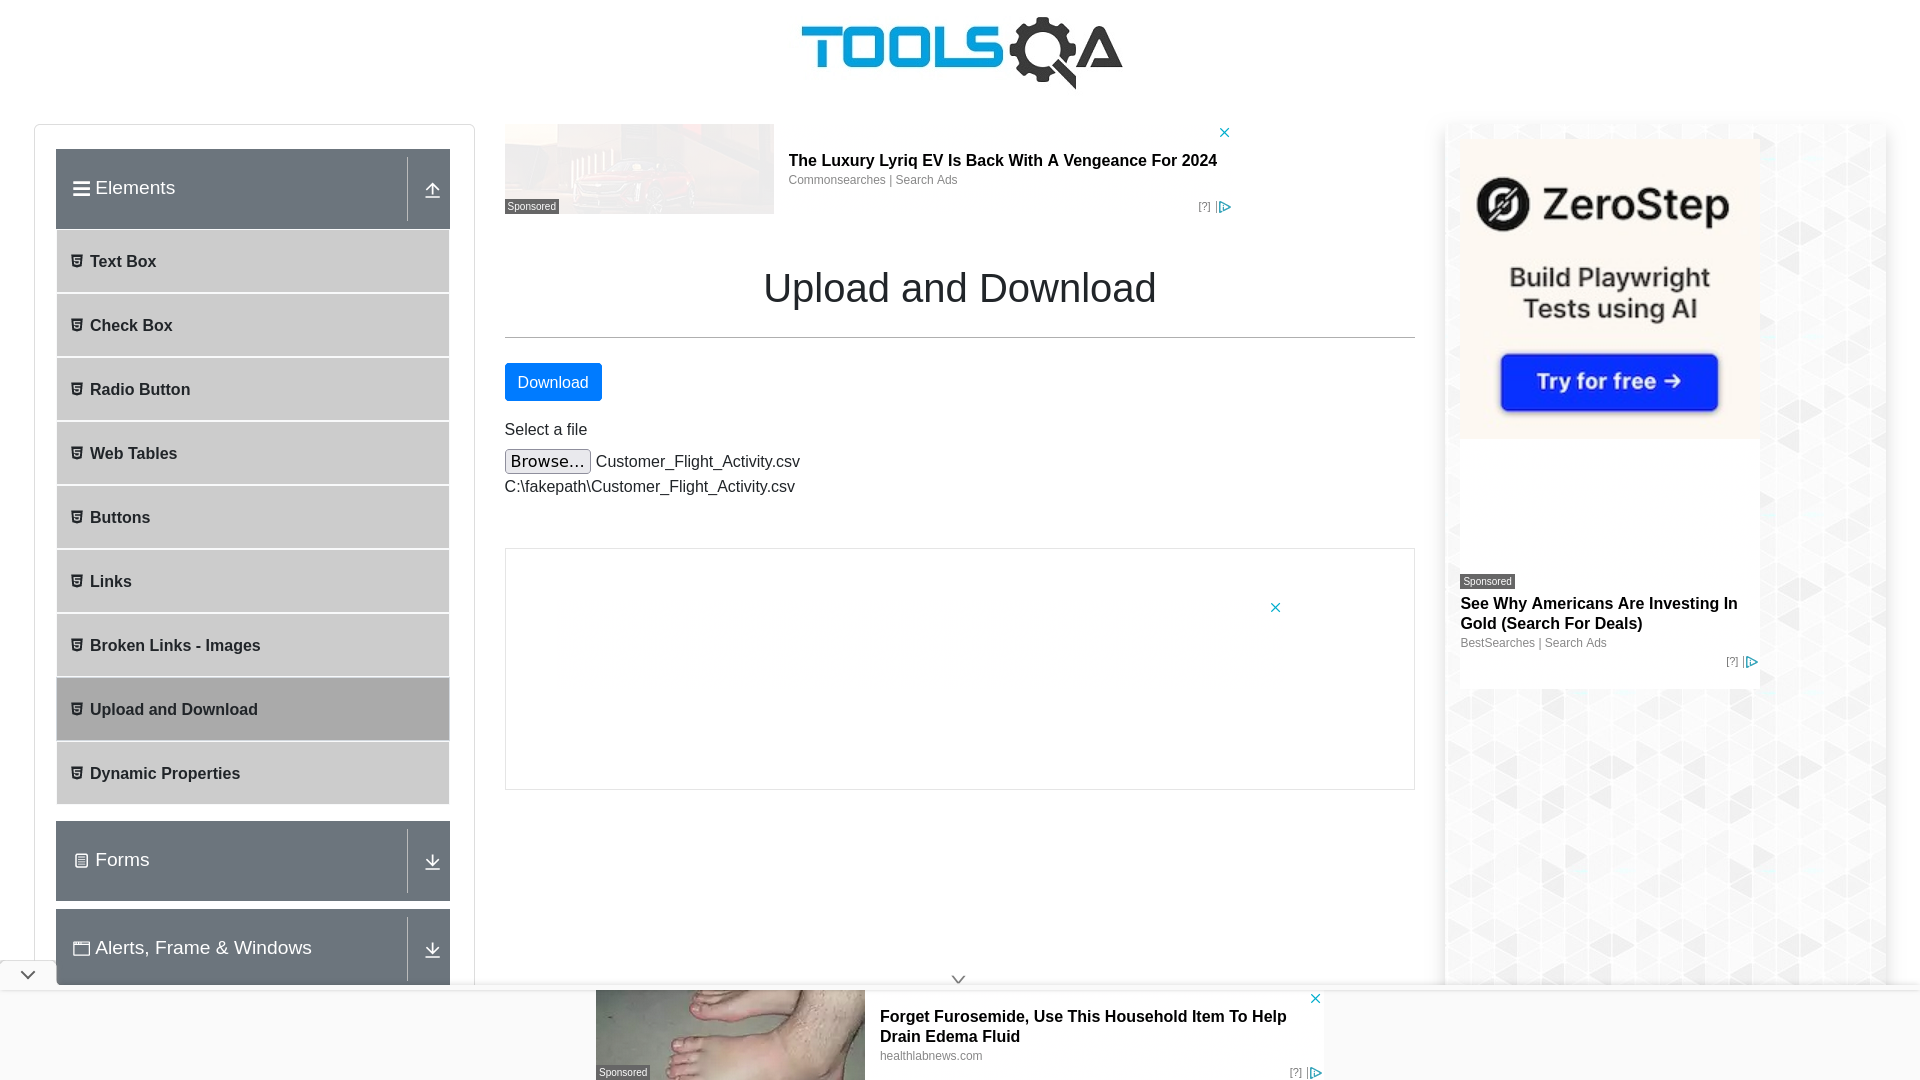 TOOLSQA
Elements
Text Box
Check Box
Radio Button
Web Tables
Buttons
Links
Broken Links - Images
Upload and Download
Dynamic Properties
Forms
Alerts, Frame & Windows
The Luxury Lyriq EV Is Back With A Vengeance For 2024
Commonsearches | Search Ads
Sponsored
[?]
Upload and Download
Download
Select a file
Browse... Customer_Flight_Activity.csv
C:\fakepath\Customer_Flight_Activity.csv
ZeroStep
Build Playwright
Tests using AI
Try for free →
Sponsored
See Why Americans Are Investing In
Gold (Search For Deals)
BestSearches | Search Ads
[?]
Forget Furosemide, Use This Household Item To Help
Drain Edema Fluid
healthlabnews.com
Sponsored
[?]